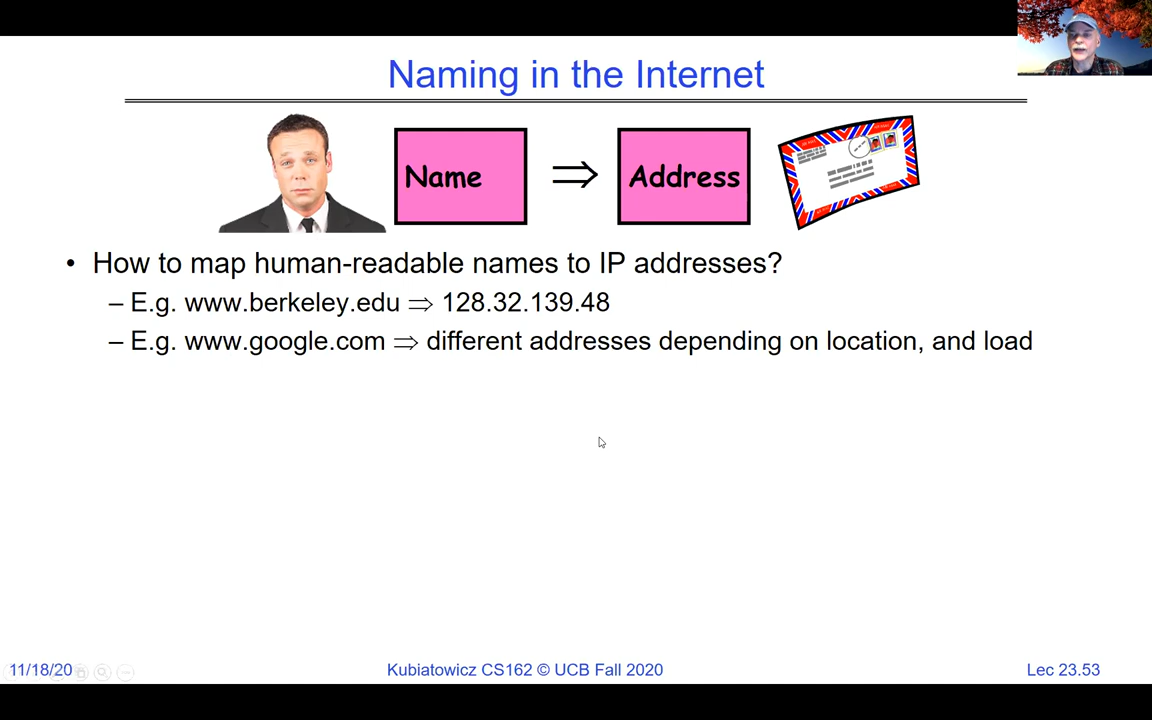 Naming in the Internet
Name ⇒ Address
• How to map human-readable names to IP addresses?
– E.g. www.berkeley.edu ⇒ 128.32.139.48
– E.g. www.google.com ⇒ different addresses depending on location, and load
11/18/20 Kubiatowicz CS162 © UCB Fall 2020 Lec 23.53